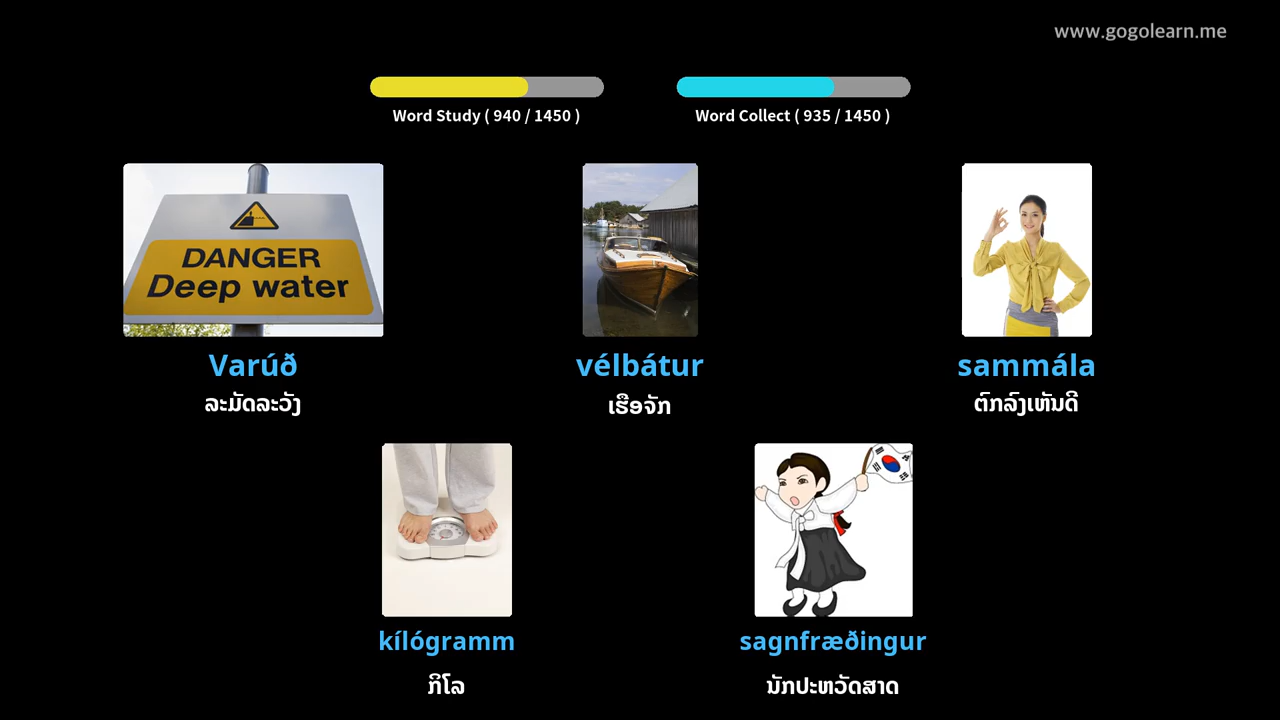 www.gogolearn.me
Word Study ( 940 / 1450 )
Word Collect ( 935 / 1450 )
DANGER
Deep water
Varúð
vélbátur
sammála
ລະມັດລະວັງ
ເຮືອຈັກ
ຕົກລົງເຫັນດີ
kílógramm
sagnfræðingur
ກິໂລ
ນັກປະຫວັດສາດ